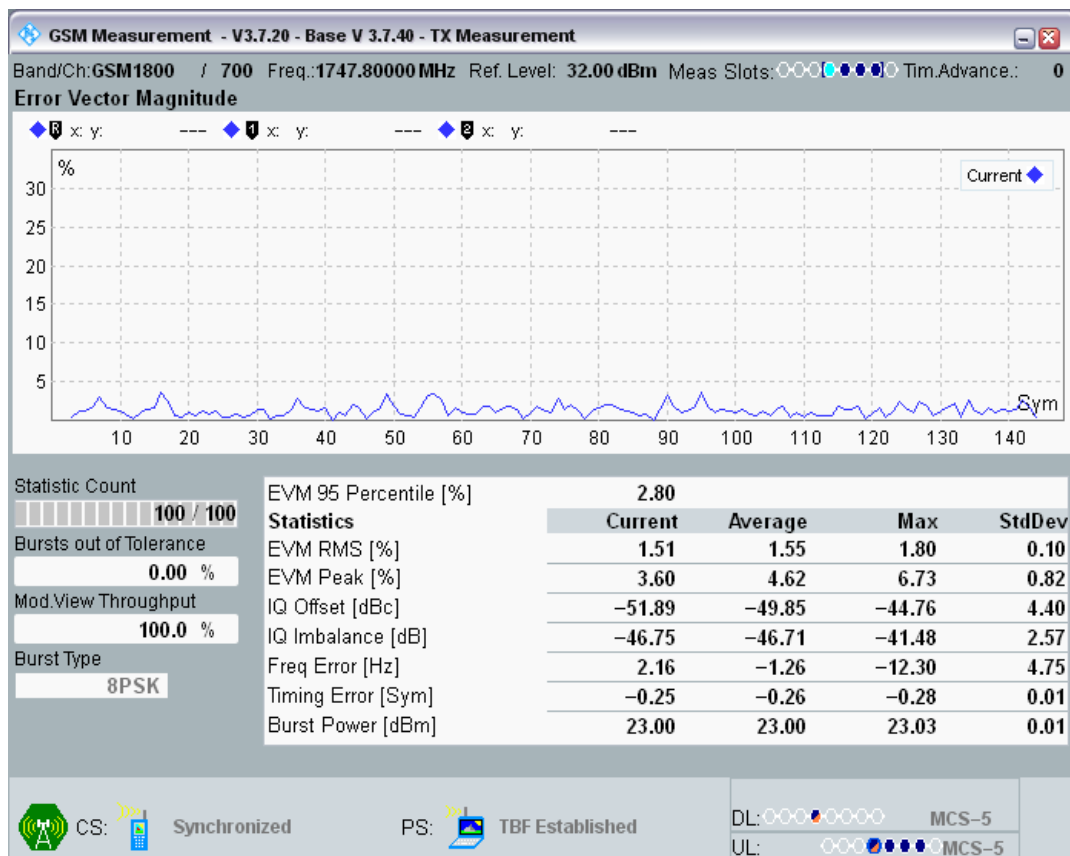 GSM Measurement - V3.7.20 - Base V 3.7.40 - TX Measurement
Band/Ch:GSM1800 / 700 Freq.:1747.80000 MHz Ref. Level: 32.00 dBm Meas Slots: Tim.Advance.: 0
Error Vector Magnitude
R x: y: --- 1 x: y: --- 2 x: y: ---
%
Current
30
25
20
15
10
5
Sym
10 20 30 40 50 60 70 80 90 100 110 120 130 140
Statistic Count
100 / 100
Bursts out of Tolerance
0.00 %
Mod.View Throughput
100.0 %
Burst Type
8PSK
EVM 95 Percentile [%] 2.80
Statistics Current Average Max StdDev
EVM RMS [%] 1.51 1.55 1.80 0.10
EVM Peak [%] 3.60 4.62 6.73 0.82
IQ Offset [dBc] −51.89 −49.85 −44.76 4.40
IQ Imbalance [dB] −46.75 −46.71 −41.48 2.57
Freq Error [Hz] 2.16 −1.26 −12.30 4.75
Timing Error [Sym] −0.25 −0.26 −0.28 0.01
Burst Power [dBm] 23.00 23.00 23.03 0.01
CS: Synchronized PS: TBF Established
DL: MCS−5
UL: MCS−5